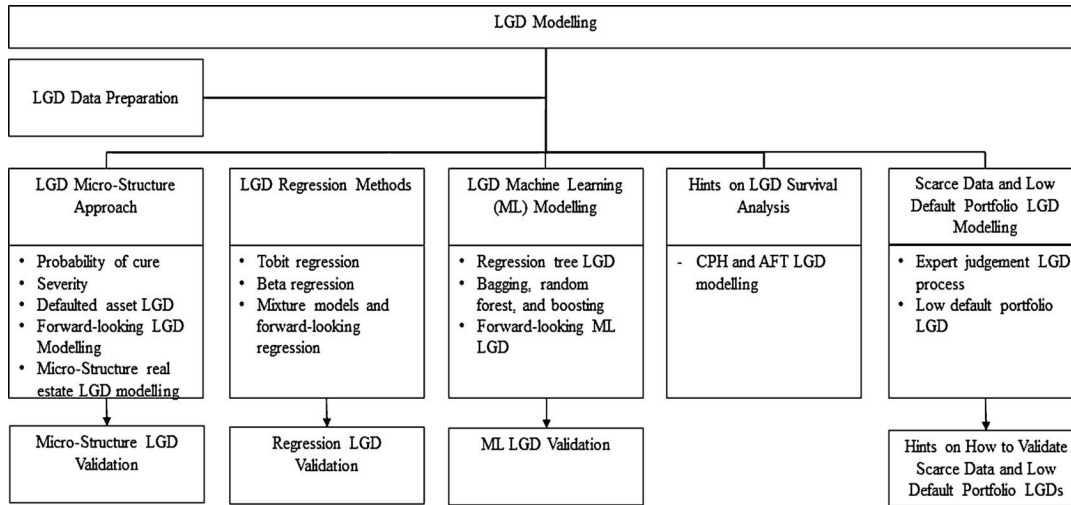 LGD Modelling
LGD Data Preparation
LGD Micro-Structure
Approach
• Probability of cure
• Severity
• Defaulted asset LGD
• Forward-looking LGD
Modelling
• Micro-Structure real
estate LGD modelling
Micro-Structure LGD
Validation
LGD Regression Methods
• Tobit regression
• Beta regression
• Mixture models and
forward-looking
regression
Regression LGD
Validation
LGD Machine Learning
(ML) Modelling
• Regression tree LGD
• Bagging, random
forest, and boosting
• Forward-looking ML
LGD
ML LGD Validation
Hints on LGD Survival
Analysis
- CPH and AFT LGD
modelling
Scarce Data and Low
Default Portfolio LGD
Modelling
• Expert judgement LGD
process
• Low default portfolio
LGD
Hints on How to Validate
Scarce Data and Low
Default Portfolio LGDs